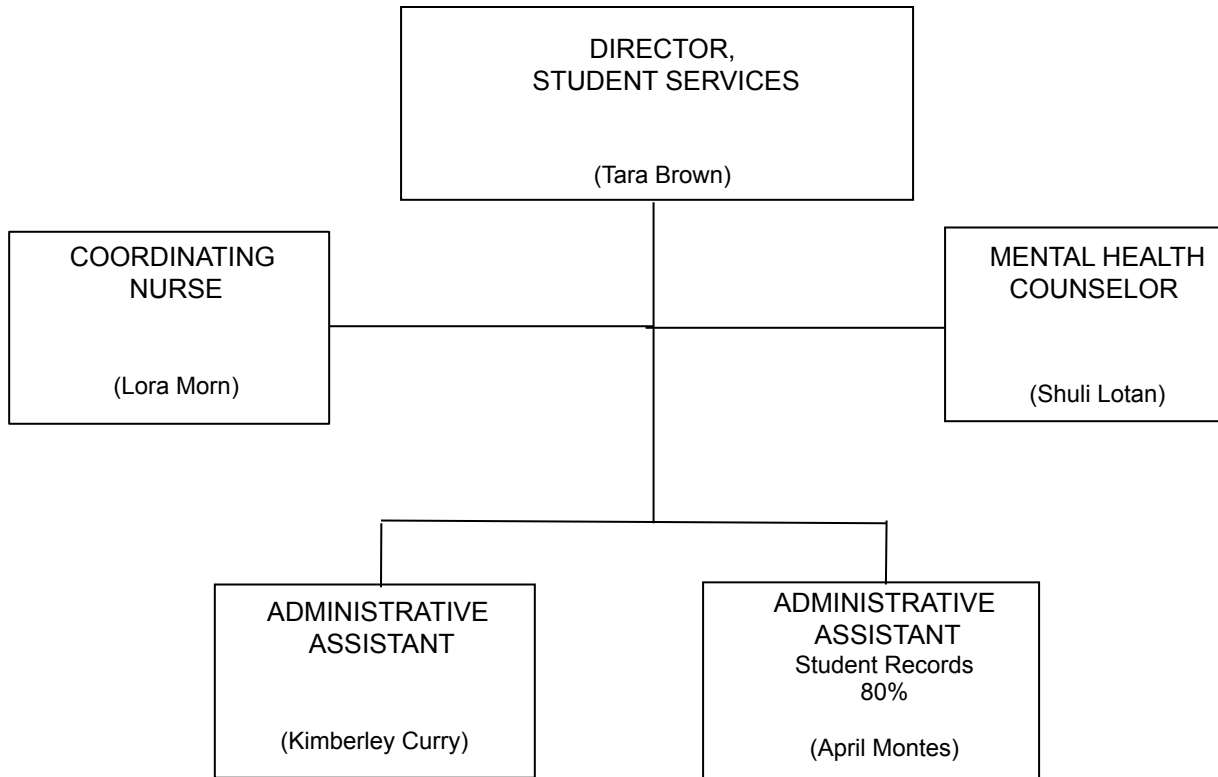 DIRECTOR,
STUDENT SERVICES
(Tara Brown)
COORDINATING
NURSE
(Lora Morn)
MENTAL HEALTH
COUNSELOR
(Shuli Lotan)
ADMINISTRATIVE
ASSISTANT
(Kimberley Curry)
ADMINISTRATIVE
ASSISTANT
Student Records
80%
(April Montes)